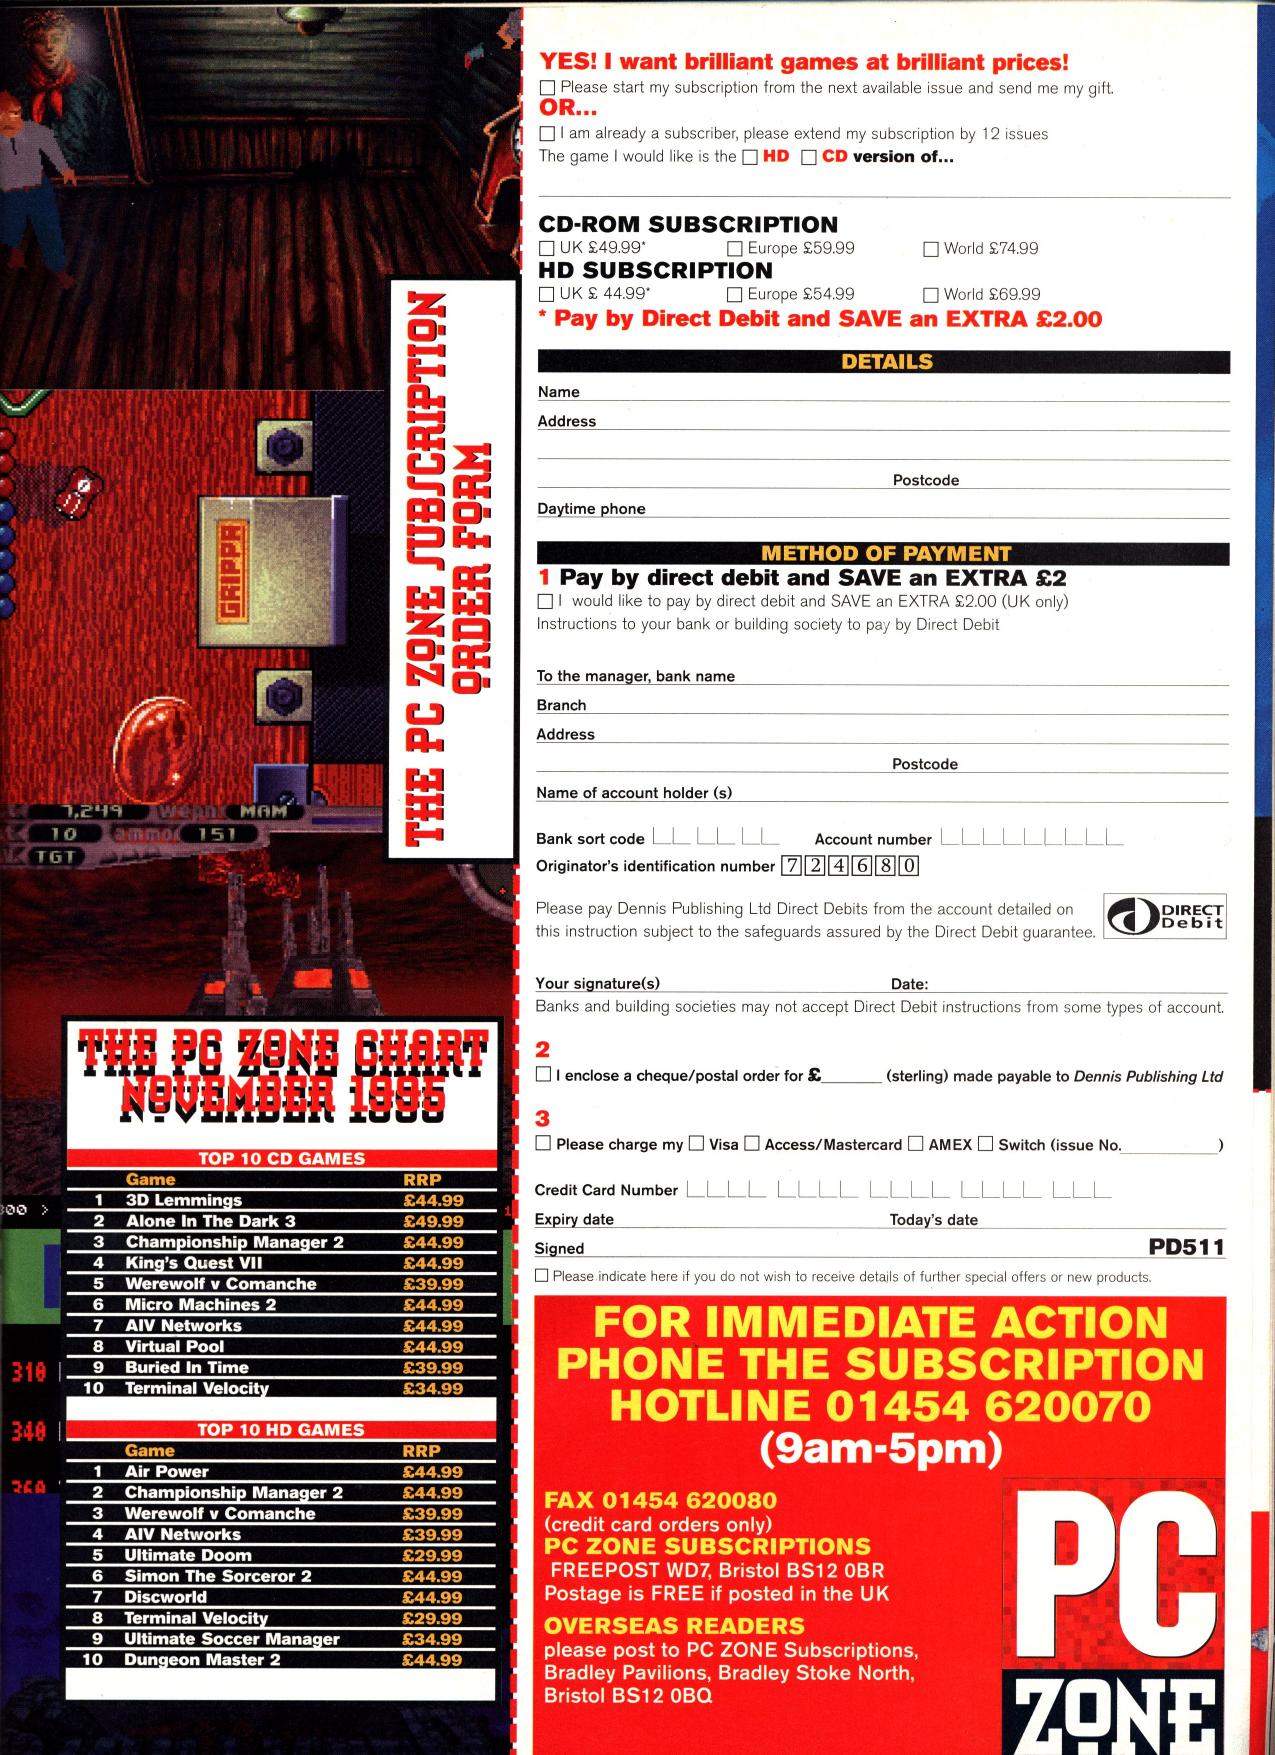 YES! I want brilliant games at brilliant prices!
Please start my subscription from the next available issue and send me my gift.
OR...
I am already a subscriber, please extend my subscription by 12 issues
The game I would like is the HD CD version of...
CD-ROM SUBSCRIPTION
UK £49.99* Europe £59.99 World £74.99
HD SUBSCRIPTION
UK £ 44.99* Europe £54.99 World £69.99
* Pay by Direct Debit and SAVE an EXTRA £2.00
DETAILS
Name
Address
Postcode
Daytime phone
METHOD OF PAYMENT
1 Pay by direct debit and SAVE an EXTRA £2
I would like to pay by direct debit and SAVE an EXTRA £2.00 (UK only)
Instructions to your bank or building society to pay by Direct Debit
To the manager, bank name
Branch
Address
Postcode
Name of account holder (s)
Bank sort code Account number
Originator's identification number 724680
Please pay Dennis Publishing Ltd Direct Debits from the account detailed on
this instruction subject to the safeguards assured by the Direct Debit guarantee.
DIRECT
Debit
Your signature(s) Date:
Banks and building societies may not accept Direct Debit instructions from some types of account.
2
I enclose a cheque/postal order for £______ (sterling) made payable to Dennis Publishing Ltd
3
Please charge my Visa Access/Mastercard AMEX Switch (issue No.__________)
Credit Card Number
Expiry date Today's date
Signed PD511
Please indicate here if you do not wish to receive details of further special offers or new products.
FOR IMMEDIATE ACTION
PHONE THE SUBSCRIPTION
HOTLINE 01454 620070
(9am-5pm)
FAX 01454 620080
(credit card orders only)
PC ZONE SUBSCRIPTIONS
FREEPOST WD7, Bristol BS12 0BR
Postage is FREE if posted in the UK
OVERSEAS READERS
please post to PC ZONE Subscriptions,
Bradley Pavilions, Bradley Stoke North,
Bristol BS12 0BQ
PC
ZONE
THE PC ZONE SUBSCRIPTION
ORDER FORM
GRIPPA
7,249 wepn MAM
10 ammo 151
TGT
THE PC ZONE CHART
NOVEMBER 1995
TOP 10 CD GAMES
Game RRP
1 3D Lemmings £44.99
2 Alone In The Dark 3 £49.99
3 Championship Manager 2 £44.99
4 King's Quest VII £44.99
5 Werewolf v Comanche £39.99
6 Micro Machines 2 £44.99
7 AIV Networks £44.99
8 Virtual Pool £44.99
9 Buried In Time £39.99
10 Terminal Velocity £34.99
TOP 10 HD GAMES
Game RRP
1 Air Power £44.99
2 Championship Manager 2 £44.99
3 Werewolf v Comanche £39.99
4 AIV Networks £39.99
5 Ultimate Doom £29.99
6 Simon The Sorceror 2 £44.99
7 Discworld £44.99
8 Terminal Velocity £29.99
9 Ultimate Soccer Manager £34.99
10 Dungeon Master 2 £44.99
310
340
360